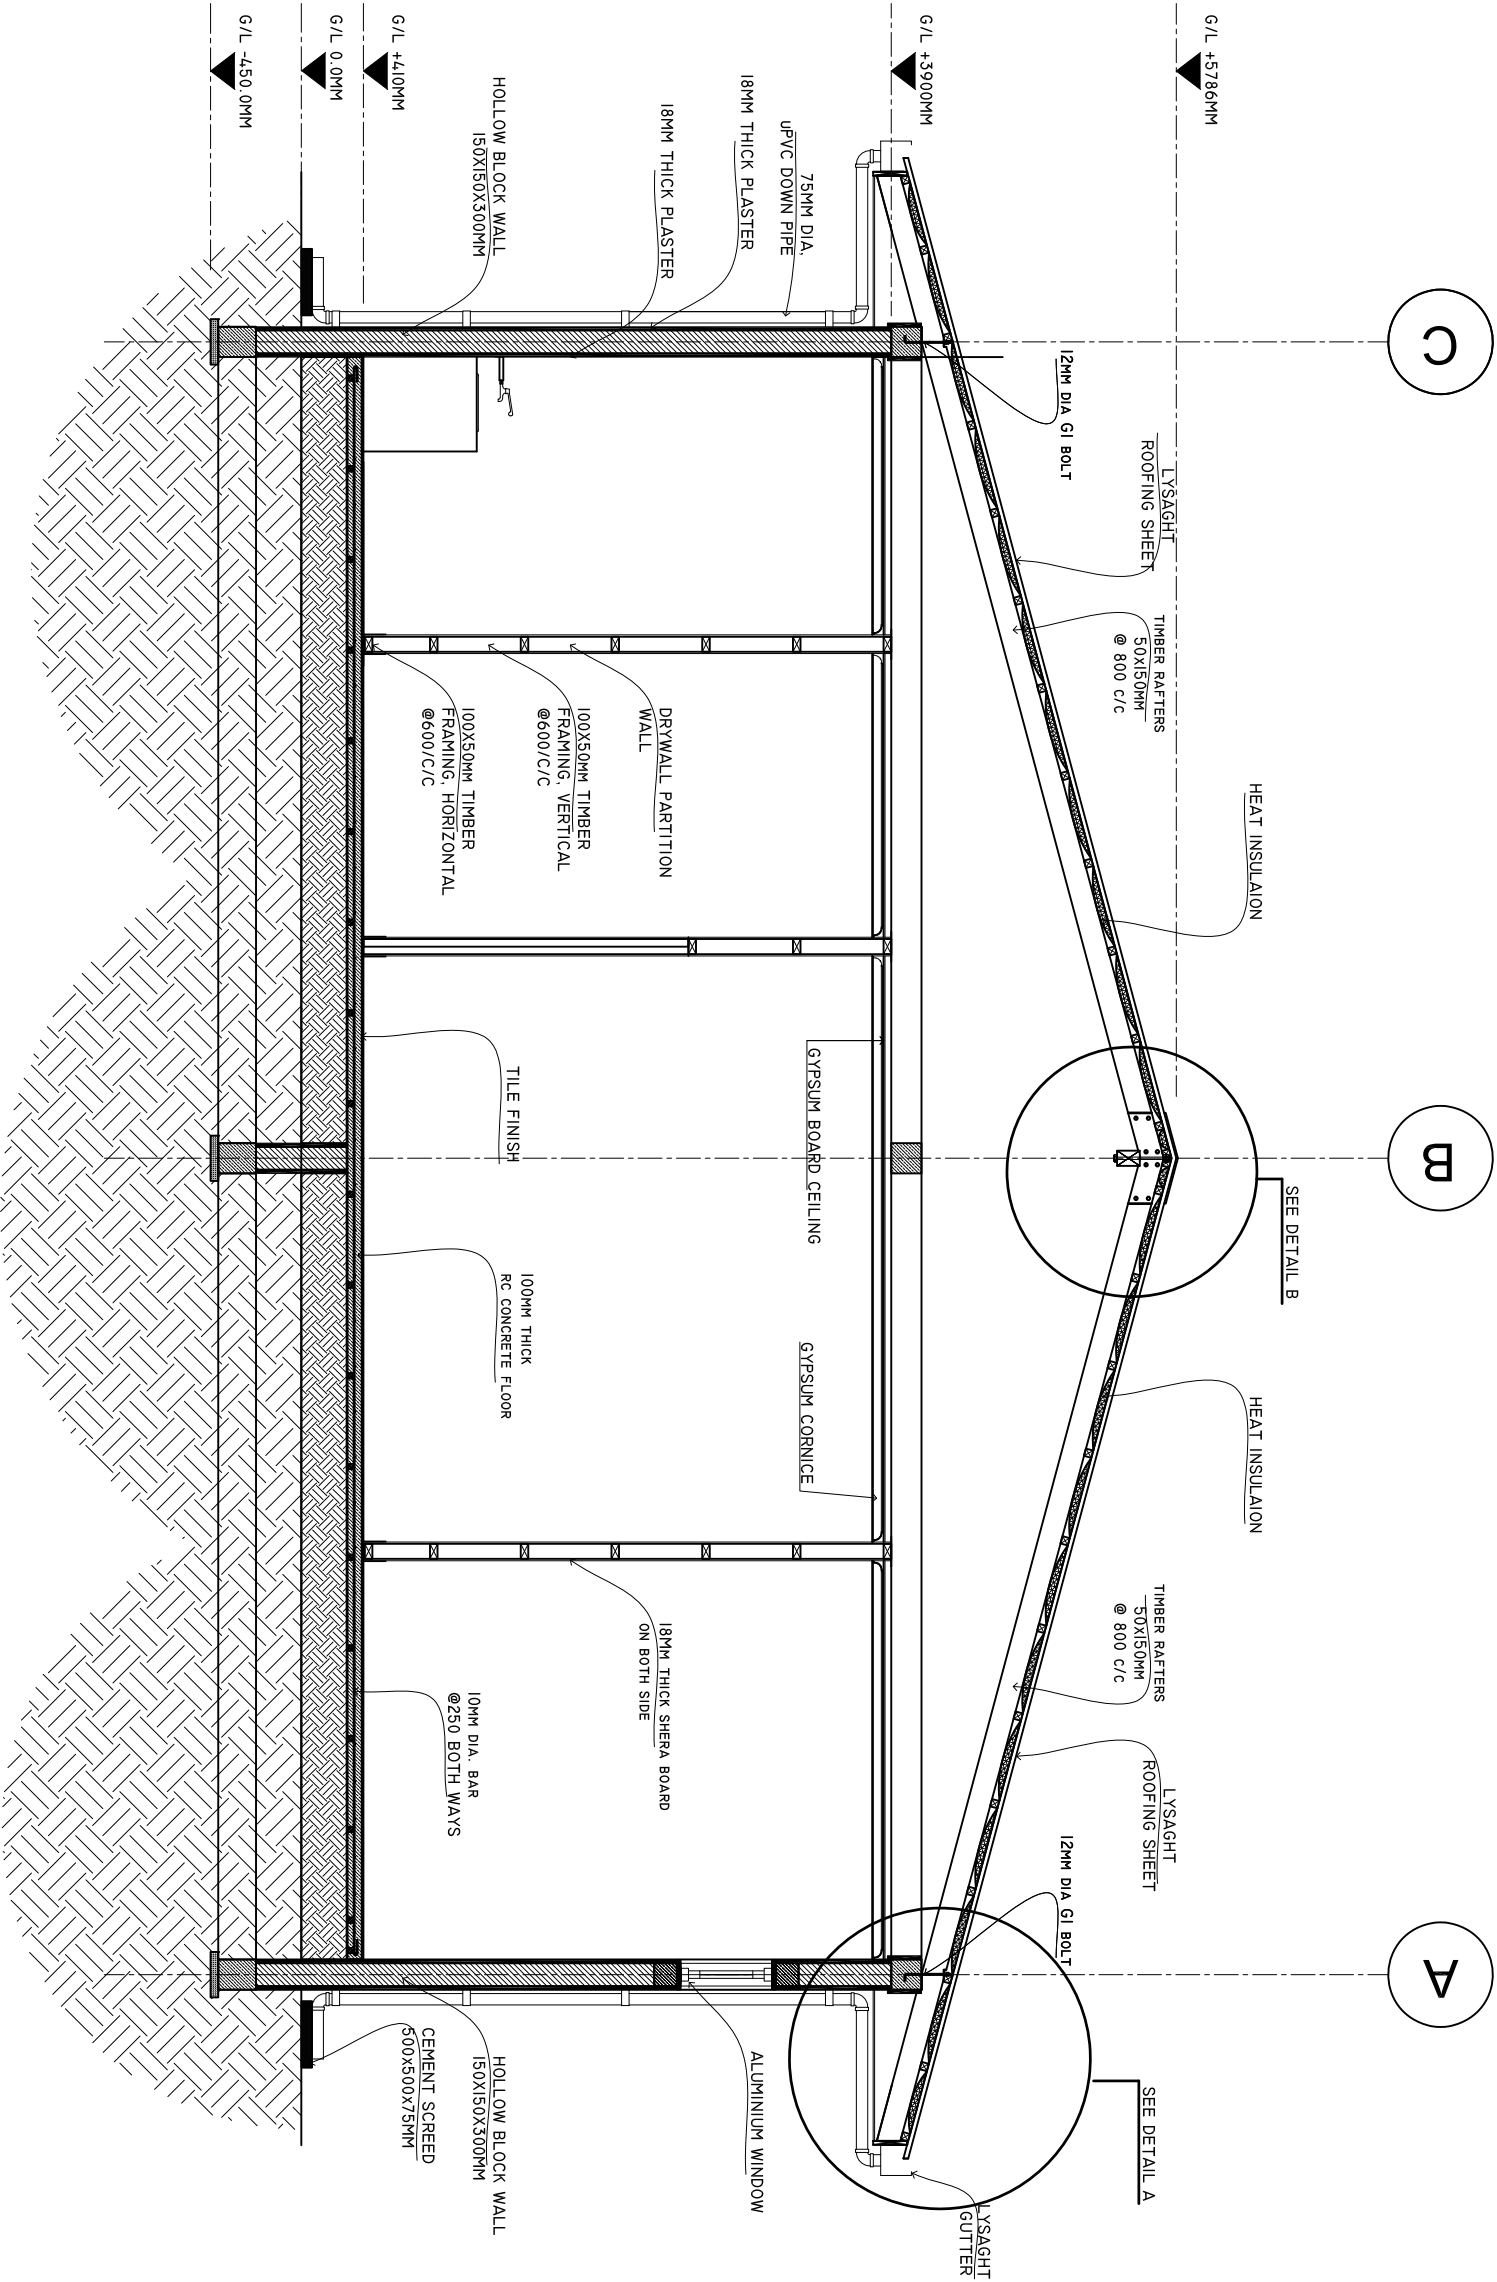 C
B
A
G/L +5786MM
G/L +3900MM
G/L +410MM
G/L 0.0MM
G/L -450.0MM
HEAT INSULAION
SEE DETAIL B
HEAT INSULAION
LYSAGHT
ROOFING SHEET
TIMBER RAFTERS
50x150MM
@ 800 C/C
TIMBER RAFTERS
50x150MM
@ 800 C/C
LYSAGHT
ROOFING SHEET
SEE DETAIL A
12MM DIA GI BOLT
12MM DIA GI BOLT
LYSAGHT
GUTTER
75MM DIA,
uPVC DOWN PIPE
18MM THICK PLASTER
18MM THICK PLASTER
HOLLOW BLOCK WALL
150X150X300MM
GYPSUM BOARD CEILING
GYPSUM CORNICE
ALUMINIUM WINDOW
DRYWALL PARTITION
WALL
100X50MM TIMBER
FRAMING, VERTICAL
@600/C/C
100X50MM TIMBER
FRAMING, HORIZONTAL
@600/C/C
TILE FINISH
100MM THICK
RC CONCRETE FLOOR
18MM THICK SHERA BOARD
ON BOTH SIDE
10MM DIA. BAR
@250 BOTH WAYS
HOLLOW BLOCK WALL
150X150X300MM
CEMENT SCREED
500x500x75MM